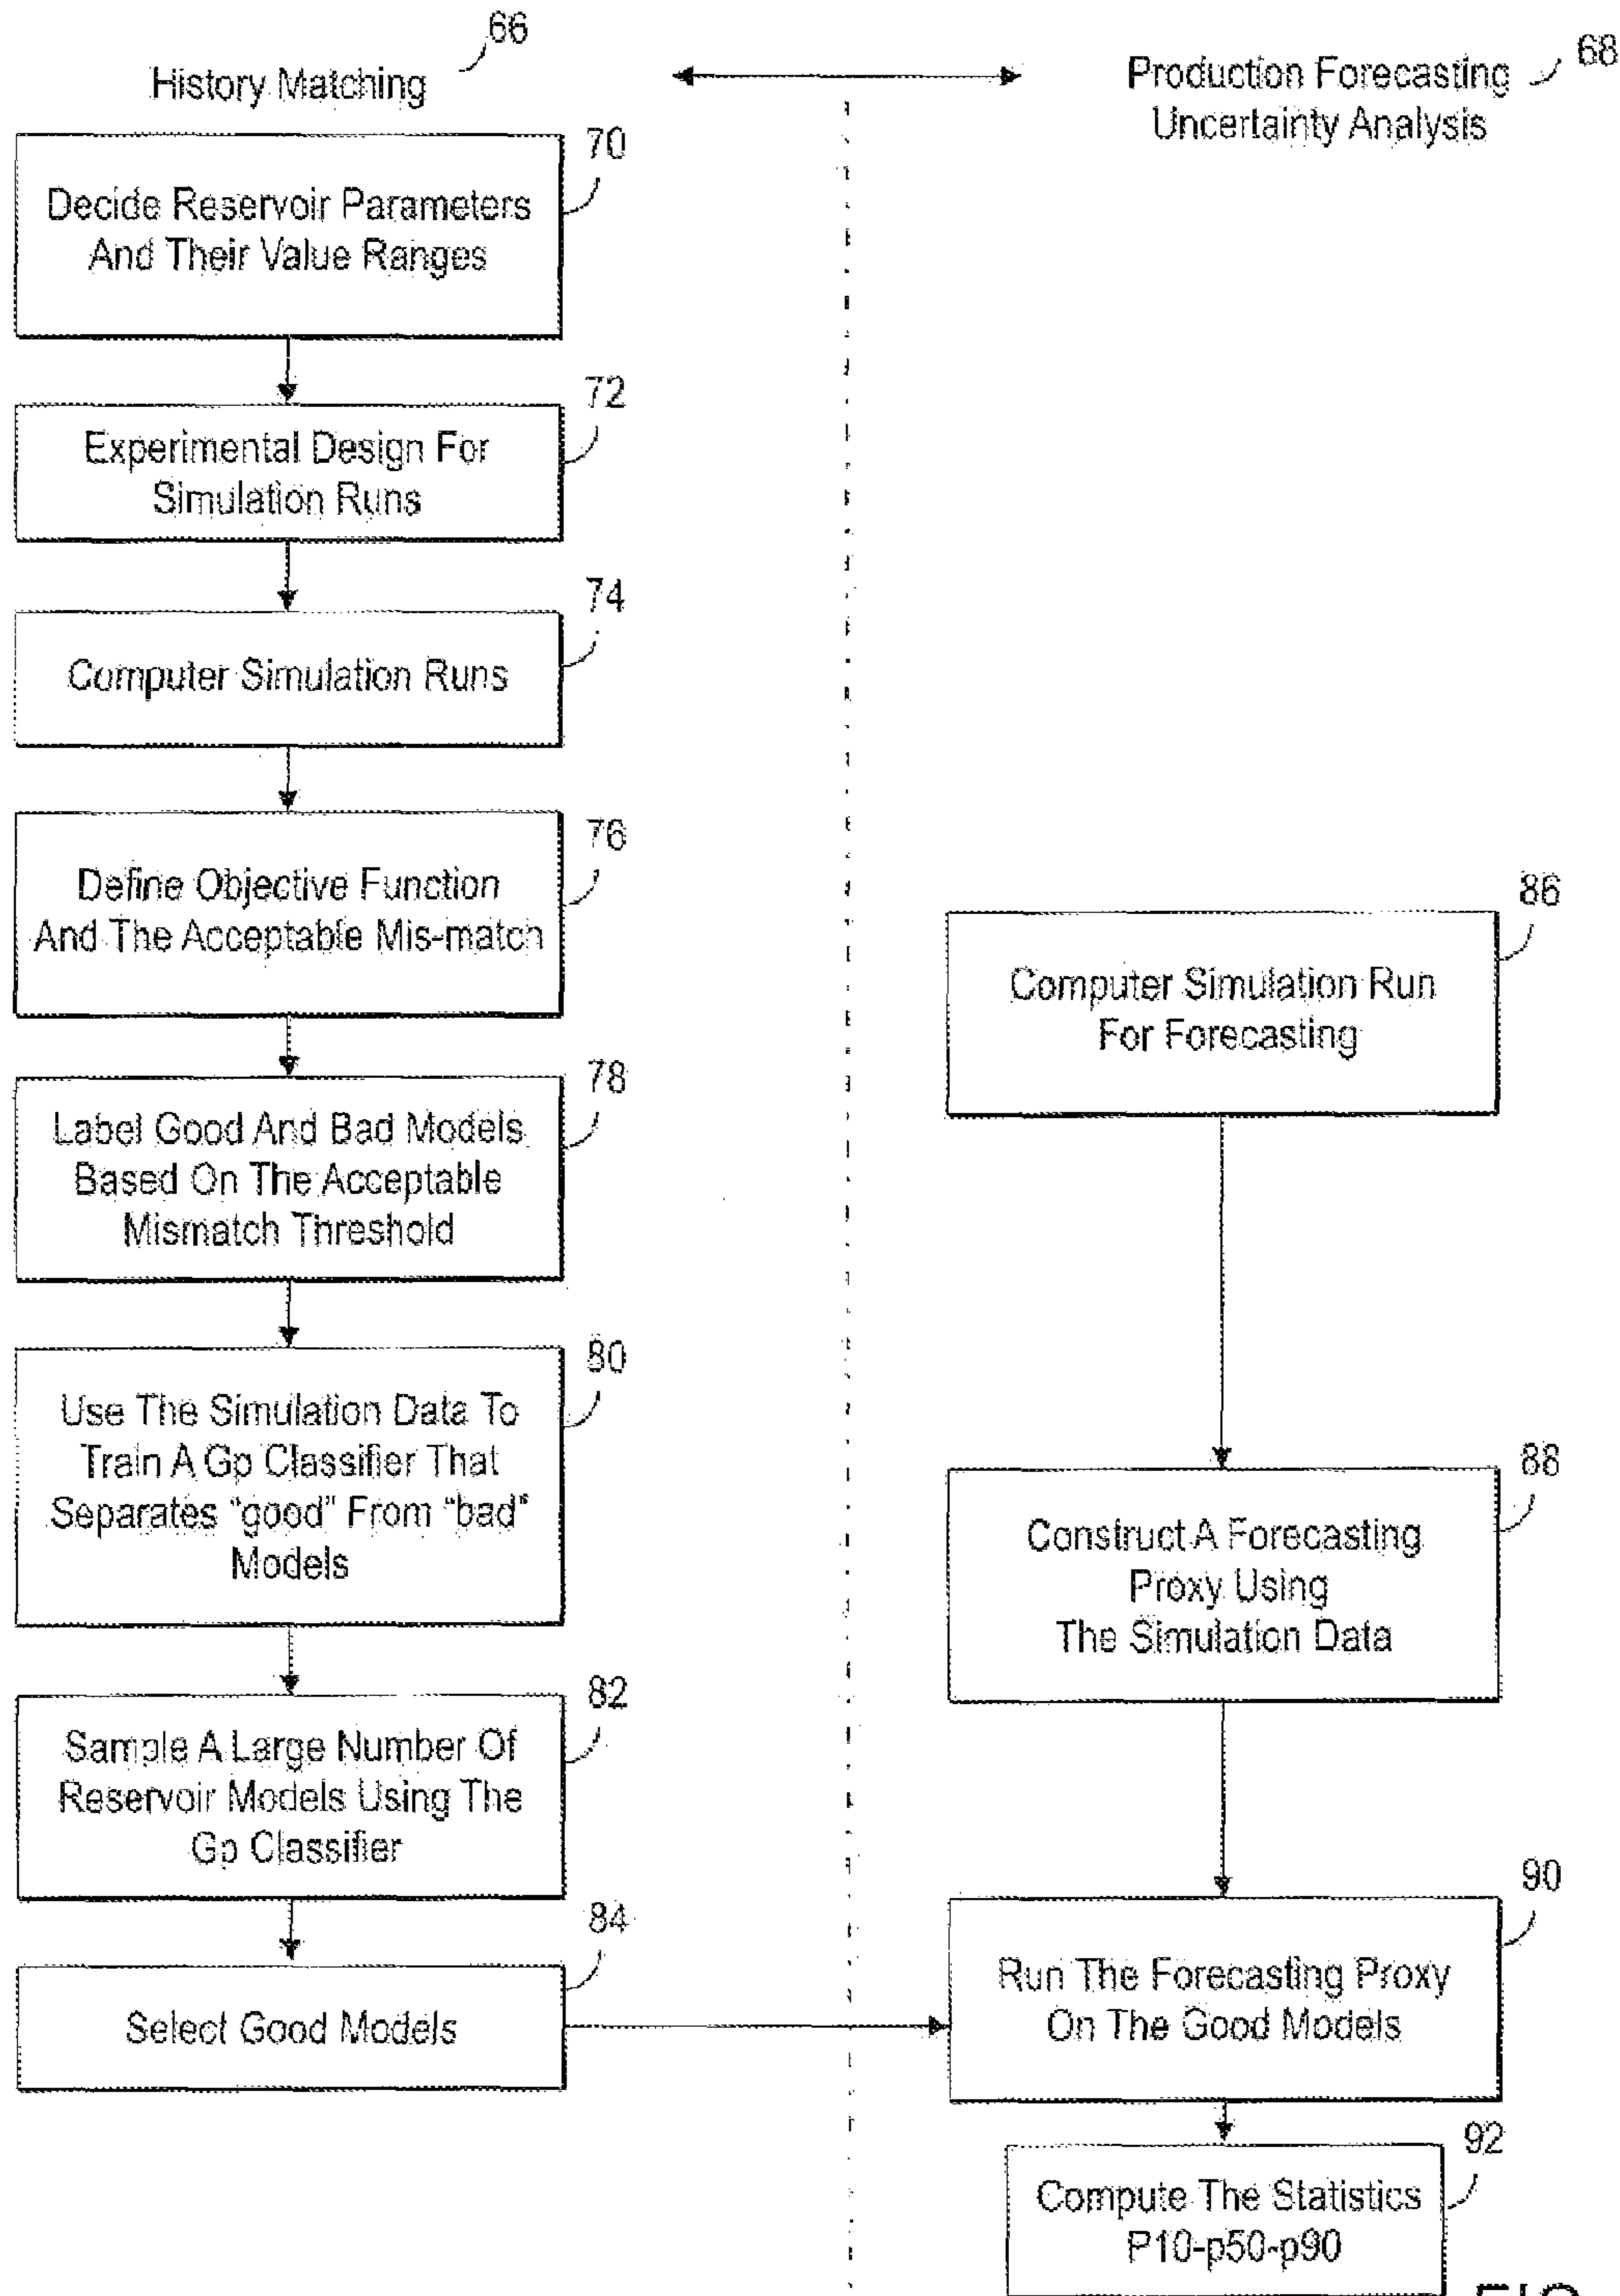 66
History Matching
Production Forecasting
Uncertainty Analysis
68
70
Decide Reservoir Parameters
And Their Value Ranges
72
Experimental Design For
Simulation Runs
74
Computer Simulation Runs
76
Define Objective Function
And The Acceptable Mis-match
78
Label Good And Bad Models
Based On The Acceptable
Mismatch Threshold
80
Use The Simulation Data To
Train A Gp Classifier That
Separates "good" From "bad"
Models
82
Sample A Large Number Of
Reservoir Models Using The
Gp Classifier
84
Select Good Models
86
Computer Simulation Run
For Forecasting
88
Construct A Forecasting
Proxy Using
The Simulation Data
90
Run The Forecasting Proxy
On The Good Models
92
Compute The Statistics
P10-p50-p90